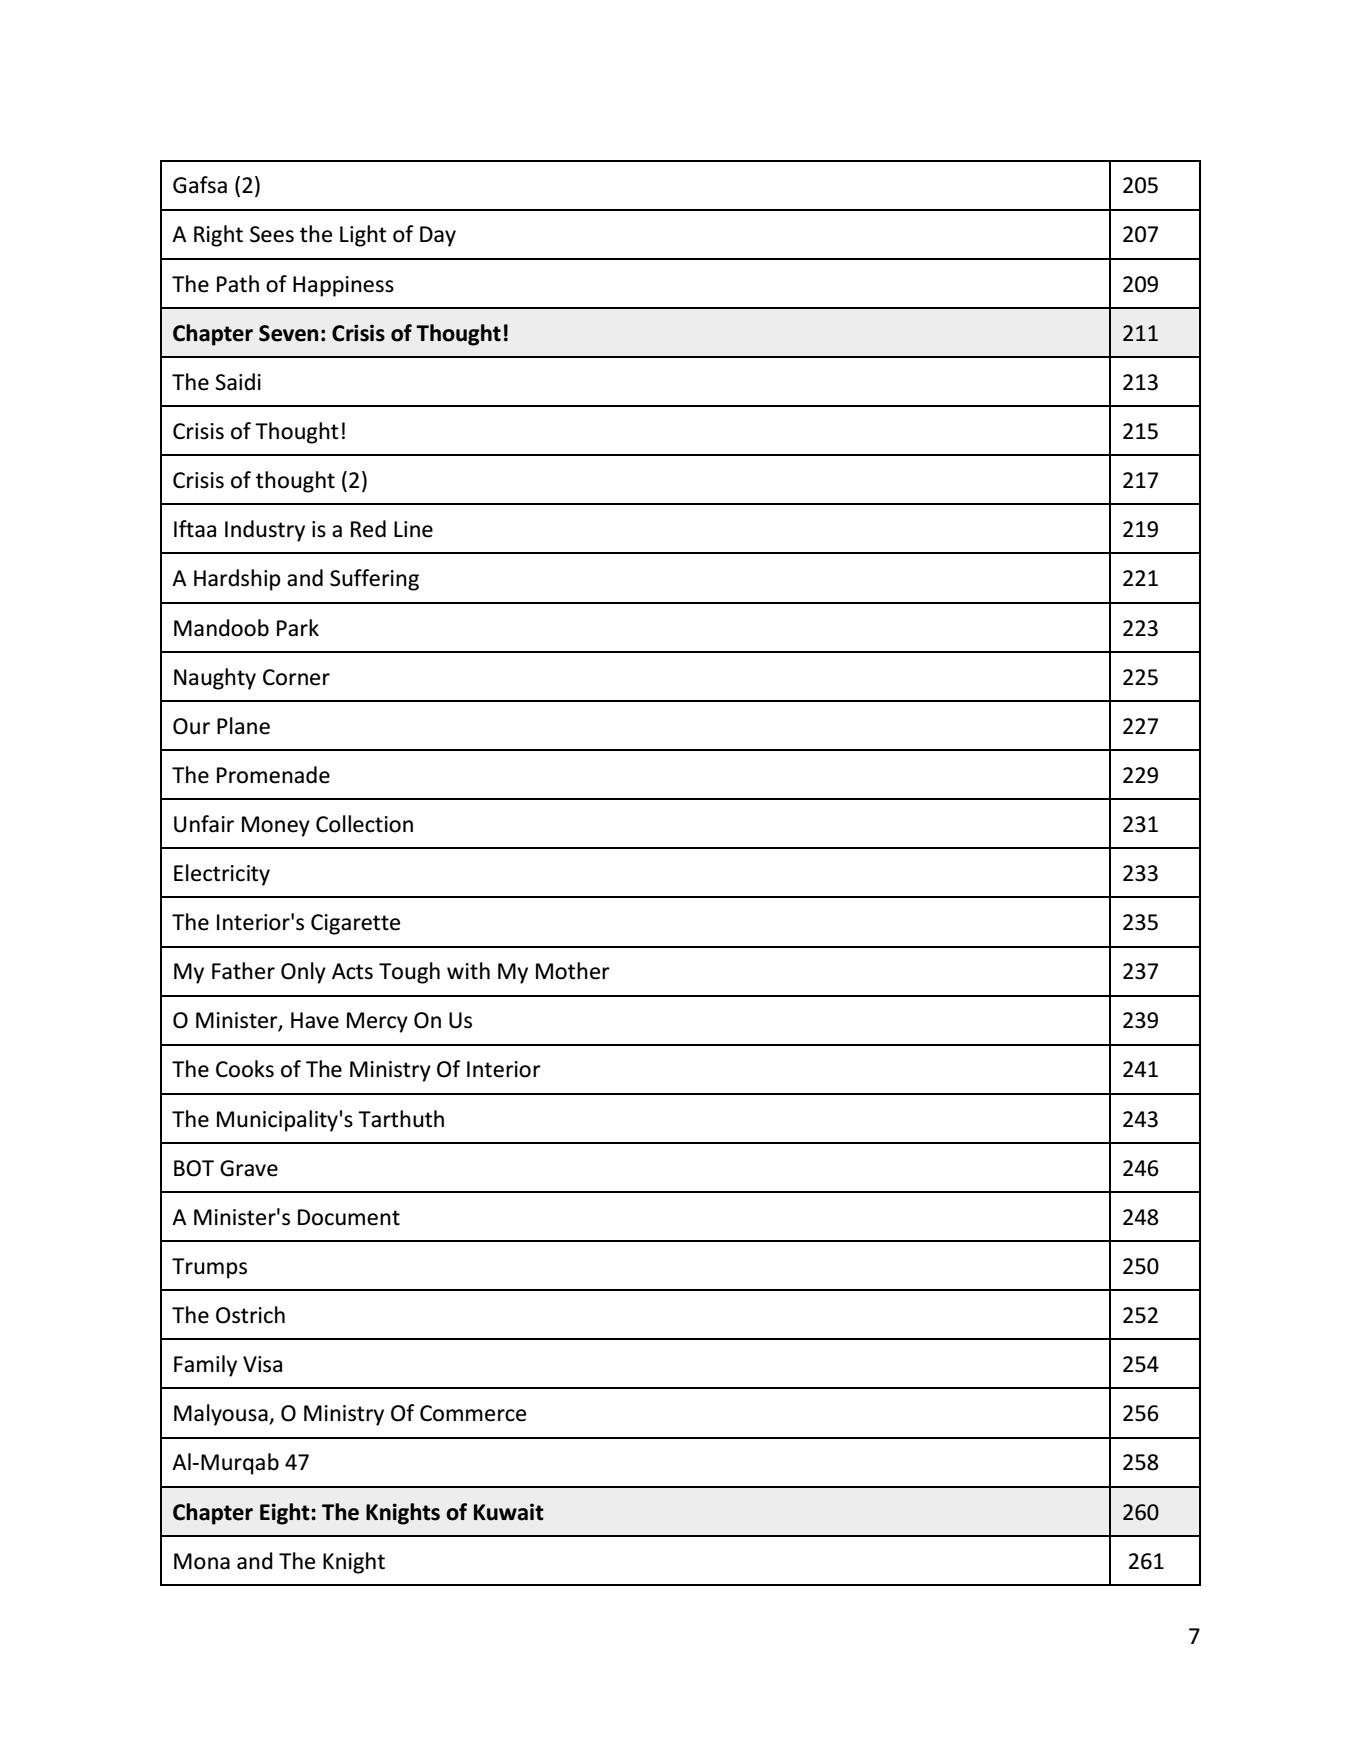 Gafsa (2) 205
A Right Sees the Light of Day 207
The Path of Happiness 209
Chapter Seven: Crisis of Thought! 211
The Saidi 213
Crisis of Thought! 215
Crisis of thought (2) 217
Iftaa Industry is a Red Line 219
A Hardship and Suffering 221
Mandoob Park 223
Naughty Corner 225
Our Plane 227
The Promenade 229
Unfair Money Collection 231
Electricity 233
The Interior's Cigarette 235
My Father Only Acts Tough with My Mother 237
O Minister, Have Mercy On Us 239
The Cooks of The Ministry Of Interior 241
The Municipality's Tarthuth 243
BOT Grave 246
A Minister's Document 248
Trumps 250
The Ostrich 252
Family Visa 254
Malyousa, O Ministry Of Commerce 256
Al-Murqab 47 258
Chapter Eight: The Knights of Kuwait 260
Mona and The Knight 261
7